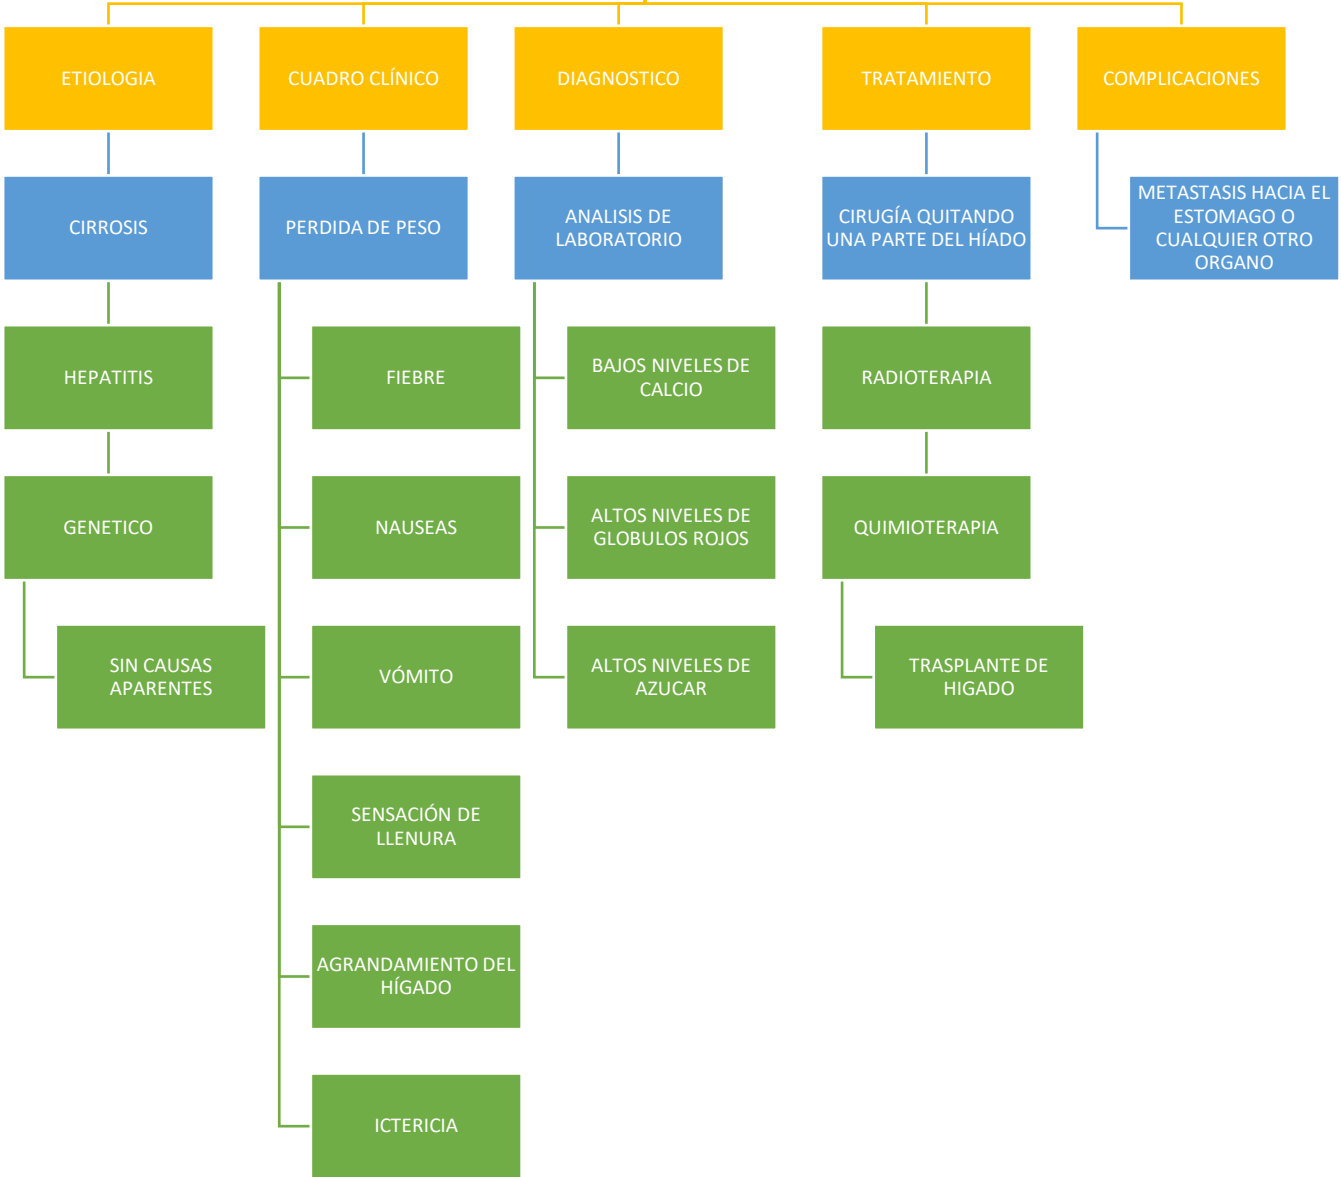 ETIOLOGIA
CUADRO CLÍNICO
DIAGNOSTICO
TRATAMIENTO
COMPLICACIONES
CIRROSIS
PERDIDA DE PESO
ANALISIS DE
LABORATORIO
CIRUGÍA QUITANDO
UNA PARTE DEL HÍADO
METASTASIS HACIA EL
ESTOMAGO O
CUALQUIER OTRO
ORGANO
HEPATITIS
FIEBRE
BAJOS NIVELES DE
CALCIO
RADIOTERAPIA
GENETICO
NAUSEAS
ALTOS NIVELES DE
GLOBULOS ROJOS
QUIMIOTERAPIA
SIN CAUSAS
APARENTES
VÓMITO
ALTOS NIVELES DE
AZUCAR
TRASPLANTE DE
HIGADO
SENSACIÓN DE
LLENURA
AGRANDAMIENTO DEL
HÍGADO
ICTERICIA